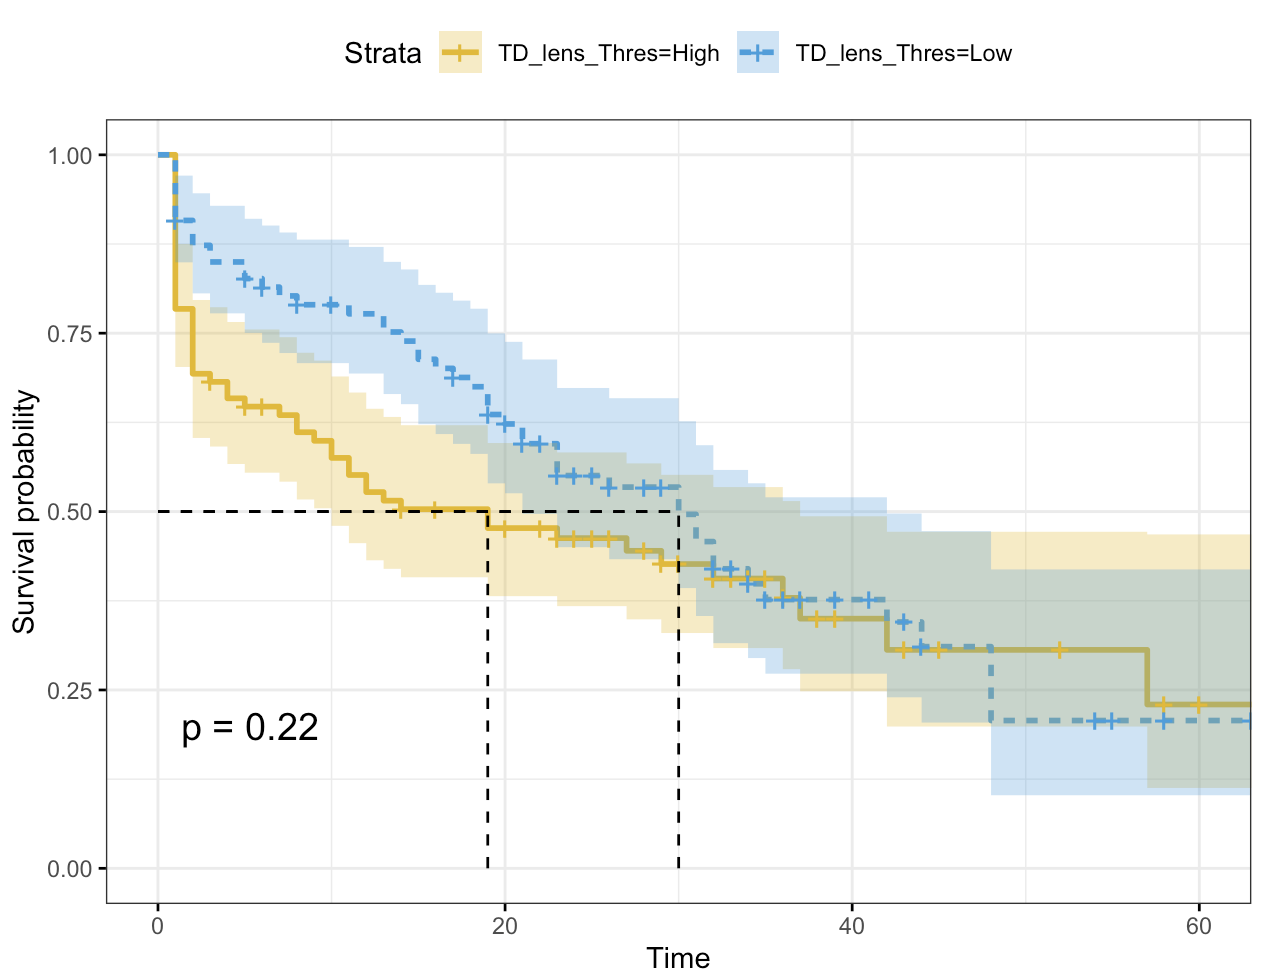 Strata TD_lens_Thres=High TD_lens_Thres=Low
Survival probability
1.00
0.75
0.50
0.25
0.00
p = 0.22
0 20 40 60
Time